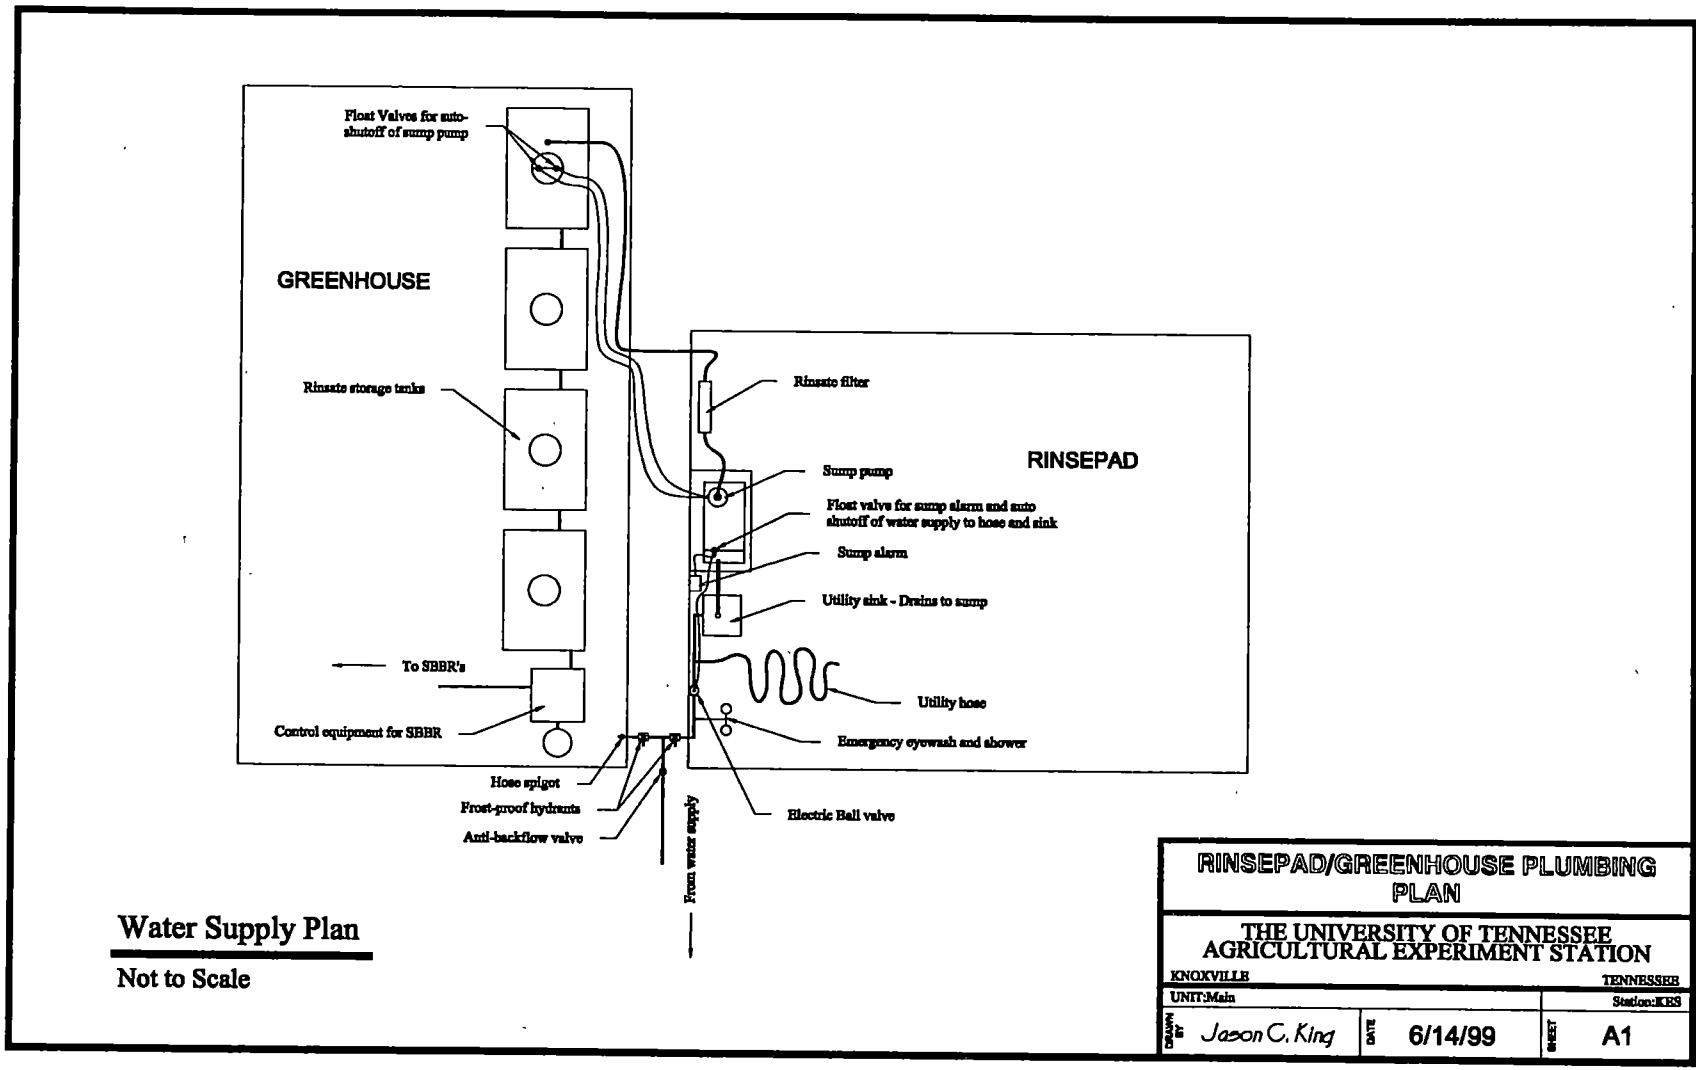 Float Valves for auto-
shutoff of sump pump
GREENHOUSE
Rinsate storage tanks
Rinsate filter
RINSEPAD
Sump pump
Float valve for sump alarm and auto
shutoff of water supply to hose and sink
Sump alarm
Utility sink - Drains to sump
To SBBR's
Utility hose
Control equipment for SBBR
Emergency eyewash and shower
Hose spigot
Frost-proof hydrants
Anti-backflow valve
From water supply
Electric Ball valve
Water Supply Plan
Not to Scale
RINSEPAD/GREENHOUSE PLUMBING
PLAN
THE UNIVERSITY OF TENNESSEE
AGRICULTURAL EXPERIMENT STATION
KNOXVILLE TENNESSEE
UNIT:Main Station:KES
DRAWN
BY
Jason C. King
DATE
6/14/99
SHEET
A1